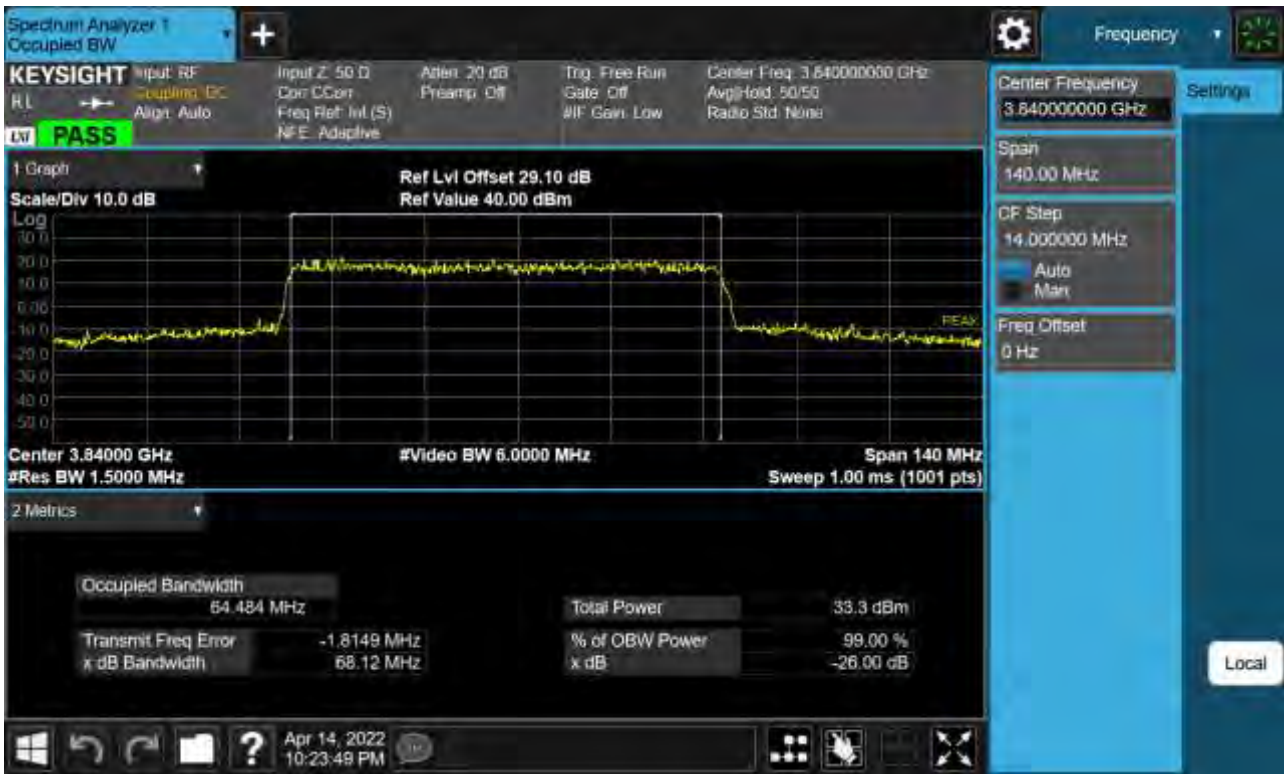 Spectrum Analyzer 1
Occupied BW
Frequency
KEYSIGHT
Input: RF
Coupling: DC
Align: Auto
Input Z: 50 Ω
Corr CCorr
Freq Ref: Int (S)
NFE: Adaptive
Atten: 20 dB
Preamp: Off
Trig: Free Run
Gate: Off
#IF Gain: Low
Center Freq: 3.840000000 GHz
Avg|Hold: 50/50
Radio Std: None
R L
PASS
Center Frequency
3.840000000 GHz
Settings
Span
140.00 MHz
CF Step
14.000000 MHz
Auto
Man
Freq Offset
0 Hz
1 Graph
Scale/Div 10.0 dB
Ref Lvl Offset 29.10 dB
Ref Value 40.00 dBm
Log
30.0
20.0
10.0
0.00
-10.0
-20.0
-30.0
-40.0
-50.0
PEAK
Center 3.84000 GHz
#Video BW 6.0000 MHz
Span 140 MHz
#Res BW 1.5000 MHz
Sweep 1.00 ms (1001 pts)
2 Metrics
Occupied Bandwidth
64.484 MHz
Total Power 33.3 dBm
Transmit Freq Error -1.8149 MHz
% of OBW Power 99.00 %
x dB Bandwidth 68.12 MHz
x dB -26.00 dB
Local
?
Apr 14, 2022
10:23:49 PM